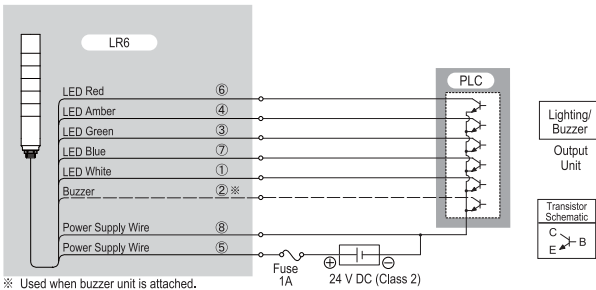 LR6
PLC
LED Red ⑥
LED Amber ④
LED Green ③
LED Blue ⑦
LED White ①
Buzzer ② ※
Power Supply Wire ⑧
Power Supply Wire ⑤
Fuse
1A
⊕ ⊖
24 V DC (Class 2)
※ Used when buzzer unit is attached.
Lighting/
Buzzer
Output
Unit
Transistor
Schematic
C
B
E